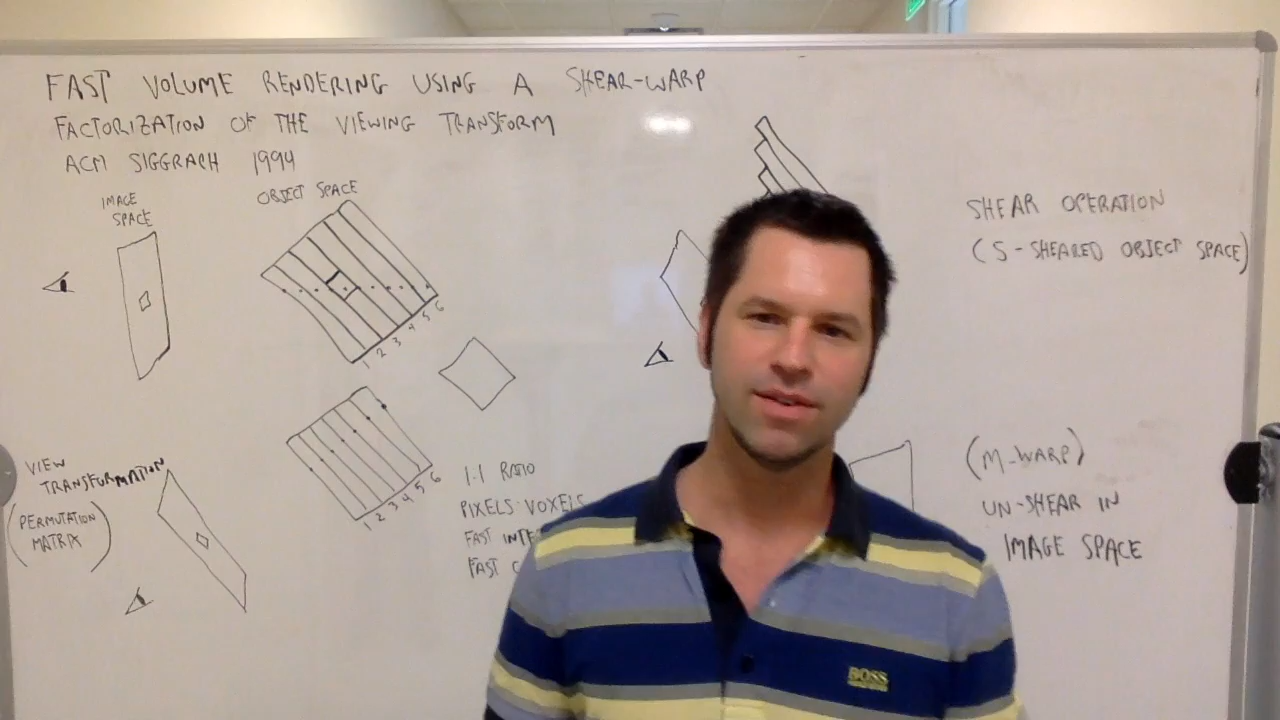 FAST VOLUME RENDERING USING A SHEAR-WARP
FACTORIZATION OF THE VIEWING TRANSFORM
ACM SIGGRAPH 1994
IMAGE
SPACE
OBJECT SPACE
1 2 3 4 5 6
SHEAR OPERATION
(S-SHEARED OBJECT SPACE)
VIEW
TRANSFORMATION
(PERMUTATION
MATRIX)
1 2 3 4 5 6
1-1 RATIO
PIXELS:VOXELS
FAST
FAST
(M-WARP)
UN-SHEAR IN
IMAGE SPACE
BOSS